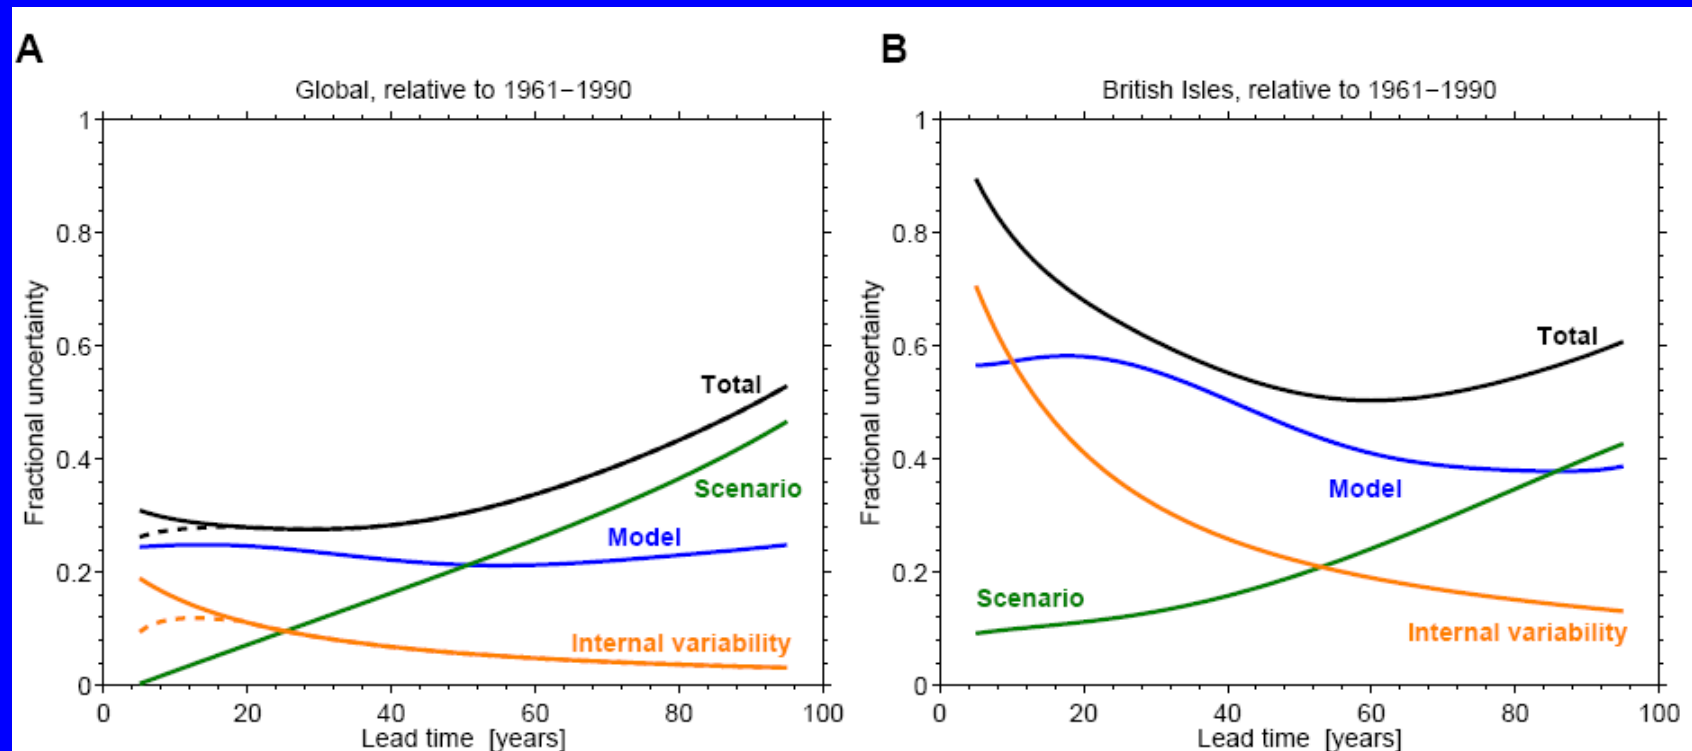 A
Global, relative to 1961−1990
Fractional uncertainty
1
0.8
0.6
0.4
0.2
0
Total
Scenario
Model
Internal variability
0 20 40 60 80 100
Lead time [years]
B
British Isles, relative to 1961−1990
Fractional uncertainty
1
0.8
0.6
0.4
0.2
0
Total
Model
Scenario
Internal variability
0 20 40 60 80 100
Lead time [years]